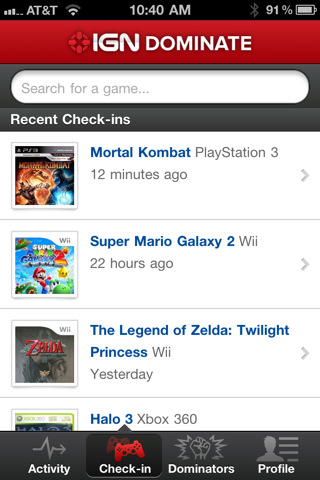 AT&T 10:40 AM 91%
IGN DOMINATE
Search for a game...
Recent Check-ins
PS3
MORTAL KOMBAT
Mortal Kombat PlayStation 3
12 minutes ago
Wii
SUPER MARIO GALAXY 2
Super Mario Galaxy 2 Wii
22 hours ago
Wii
ZELDA
The Legend of Zelda: Twilight
Princess Wii
Yesterday
XBOX 360
Halo 3 Xbox 360
Activity Check-in Dominators Profile